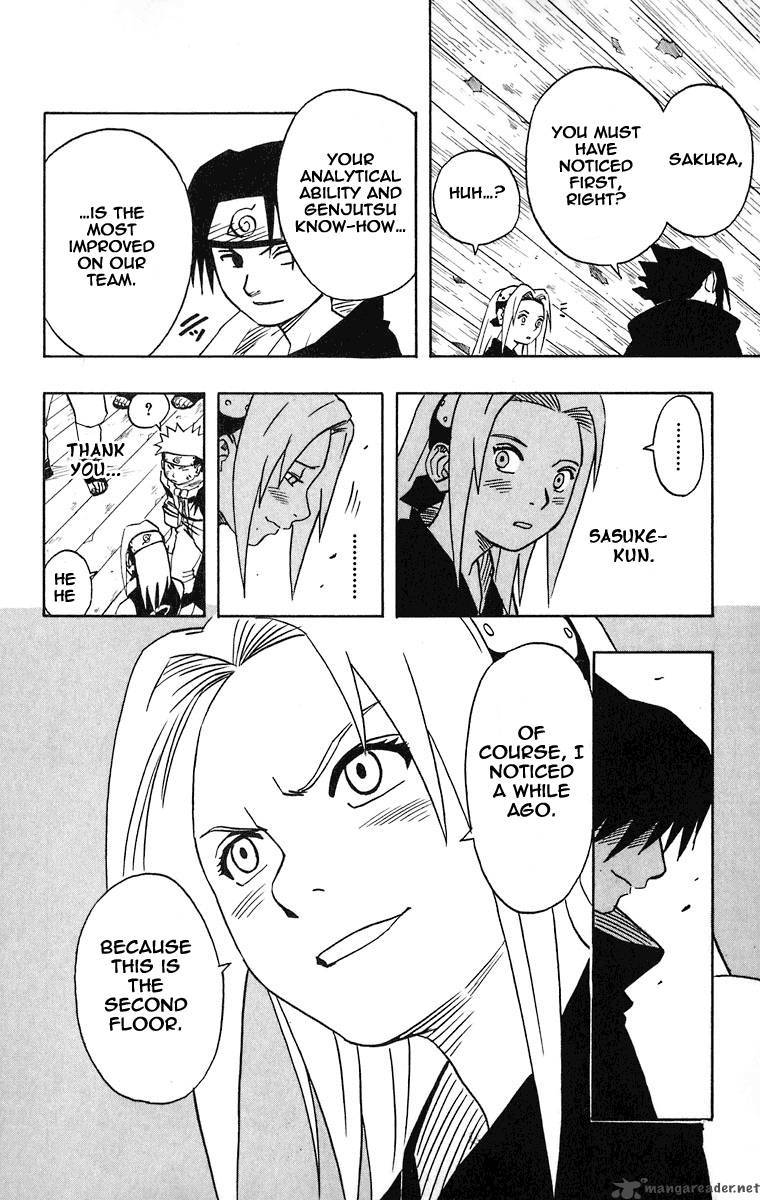 SAKURA,
YOU MUST
HAVE
NOTICED
FIRST,
RIGHT?
HUH...?
YOUR
ANALYTICAL
ABILITY AND
GENJUTSU
KNOW-HOW...
...IS THE
MOST
IMPROVED
ON OUR
TEAM.
.........
SASUKE-
KUN.
.........
?
THANK
YOU...
HE
HE
OF
COURSE, I
NOTICED
A WHILE
AGO.
BECAUSE
THIS IS
THE
SECOND
FLOOR.
mangareader.net